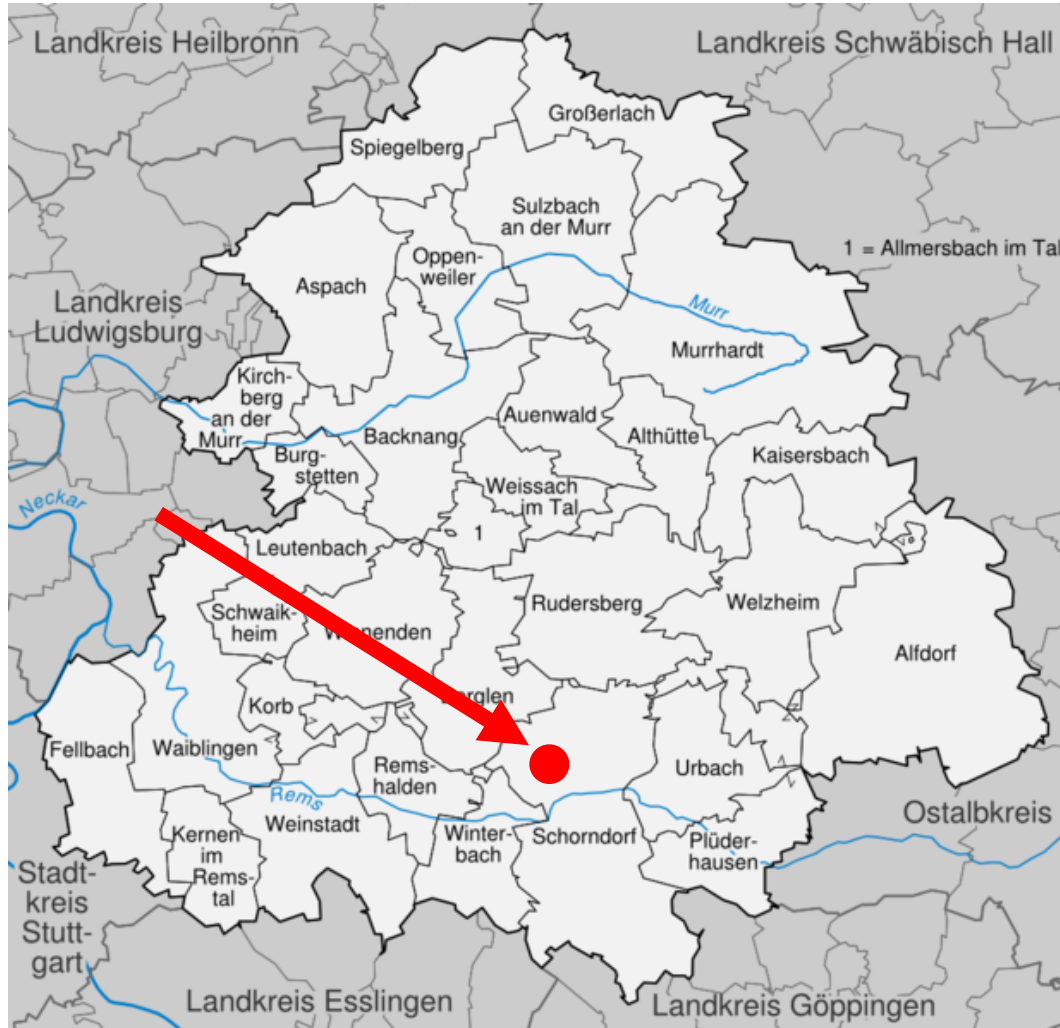 Landkreis Heilbronn
Landkreis Schwäbisch Hall
Großerlach
Spiegelberg
Sulzbach
an der Murr
1 = Allmersbach im Tal
Oppen-
weiler
Aspach
Landkreis
Ludwigsburg
Murr
Murrhardt
Kirch-
berg
an der
Murr
Auenwald
Backnang
Althütte
Kaisersbach
Burg-
stetten
Weissach
im Tal
Neckar
1
Leutenbach
Rudersberg
Welzheim
Schwaik-
heim
Alfdorf
Korb
Fellbach
Waiblingen
Rems-
halden
Urbach
Rems
Weinstadt
Ostalbkreis
Kernen
im
Rems-
tal
Winter-
bach
Schorndorf
Plüder-
hausen
Stadt-
kreis
Stutt-
gart
Landkreis Esslingen
Landkreis Göppingen